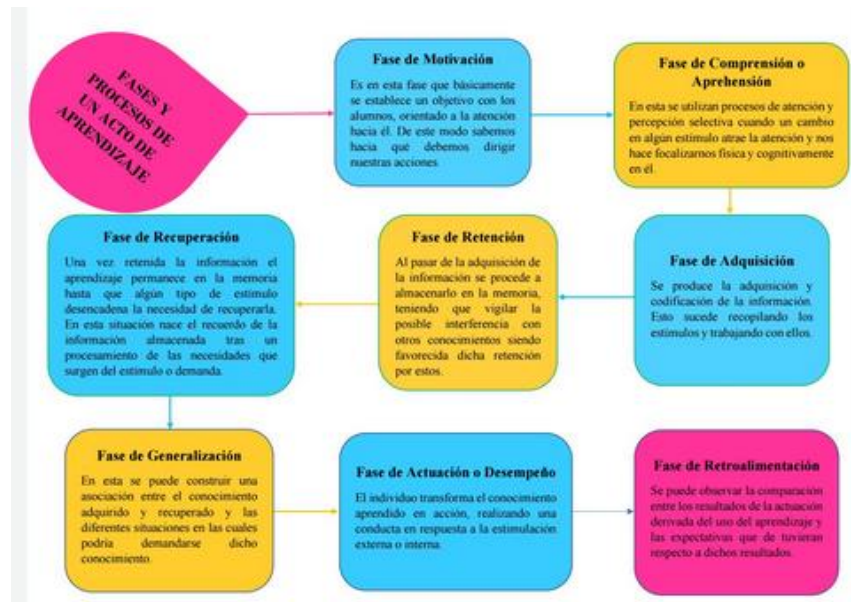 FASES Y
PROCESOS DE
UN ACTO DE
APRENDIZAJE
Fase de Motivación
Es en esta fase que básicamente
se establece un objetivo con los
alumnos, orientado a la atención
hacia él. De este modo sabemos
hacia qué debemos dirigir
nuestras acciones.
Fase de Comprensión o
Aprehensión
En esta se utilizan procesos de atención y
percepción selectiva cuando un cambio
en algún estímulo atrae la atención y nos
hace focalizarnos física y cognitivamente
en él.
Fase de Adquisición
Se produce la adquisición y
codificación de la información.
Esto sucede recopilando los
estímulos y trabajando con ellos.
Fase de Retención
Al pasar de la adquisición de
la información se procede a
almacenarlo en la memoria,
teniendo que vigilar la
posible interferencia con
otros conocimientos siendo
favorecida dicha retención
por estos.
Fase de Recuperación
Una vez retenida la información el
aprendizaje permanece en la memoria
hasta que algún tipo de estímulo
desencadena la necesidad de recuperarla.
En esta situación nace el recuerdo de la
información almacenada tras un
procesamiento de las necesidades que
surgen del estímulo o demanda.
Fase de Generalización
En esta se puede construir una
asociación entre el conocimiento
adquirido y recuperado y las
diferentes situaciones en las cuales
podría demandarse dicho
conocimiento.
Fase de Actuación o Desempeño
El individuo transforma el conocimiento
aprendido en acción, realizando una
conducta en respuesta a la estimulación
externa o interna.
Fase de Retroalimentación
Se puede observar la comparación
entre los resultados de la actuación
derivada del uso del aprendizaje y
las expectativas que de tuvieran
respecto a dichos resultados.